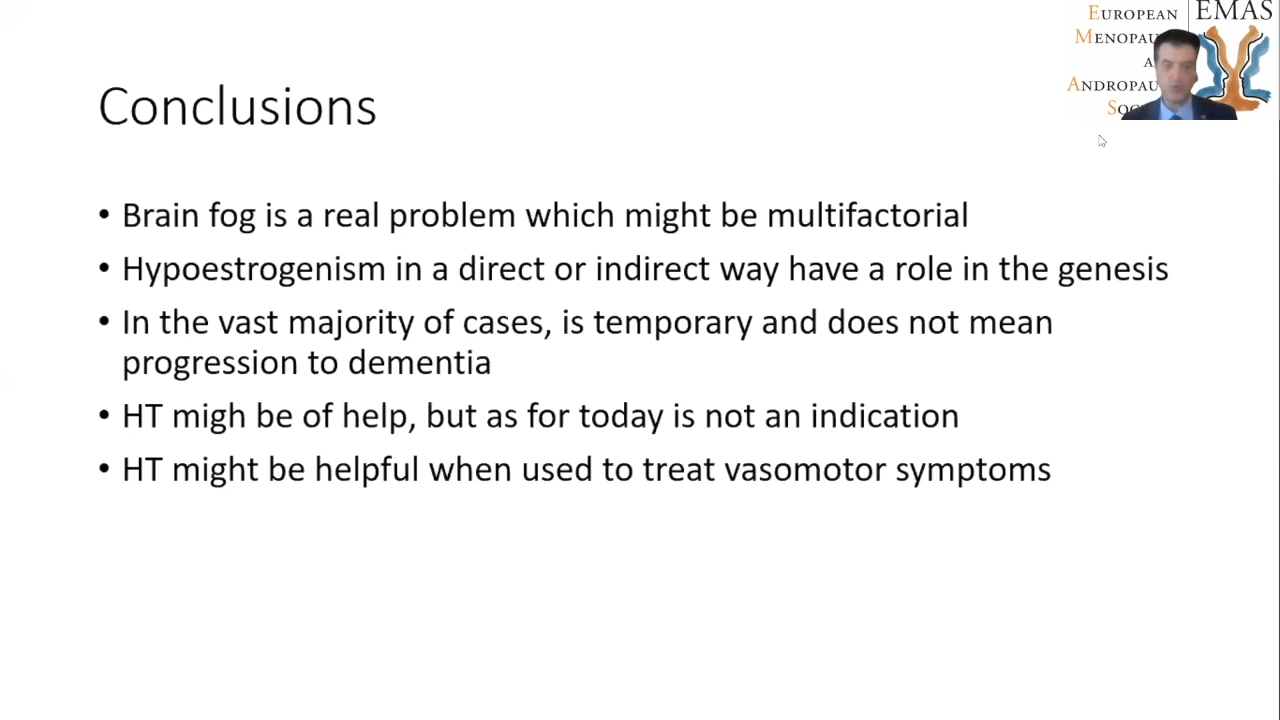 EUROPEAN
EMAS
ANDROPAU
Conclusions
• Brain fog is a real problem which might be multifactorial
• Hypoestrogenism in a direct or indirect way have a role in the genesis
• In the vast majority of cases, is temporary and does not mean
progression to dementia
• HT migh be of help, but as for today is not an indication
• HT might be helpful when used to treat vasomotor symptoms